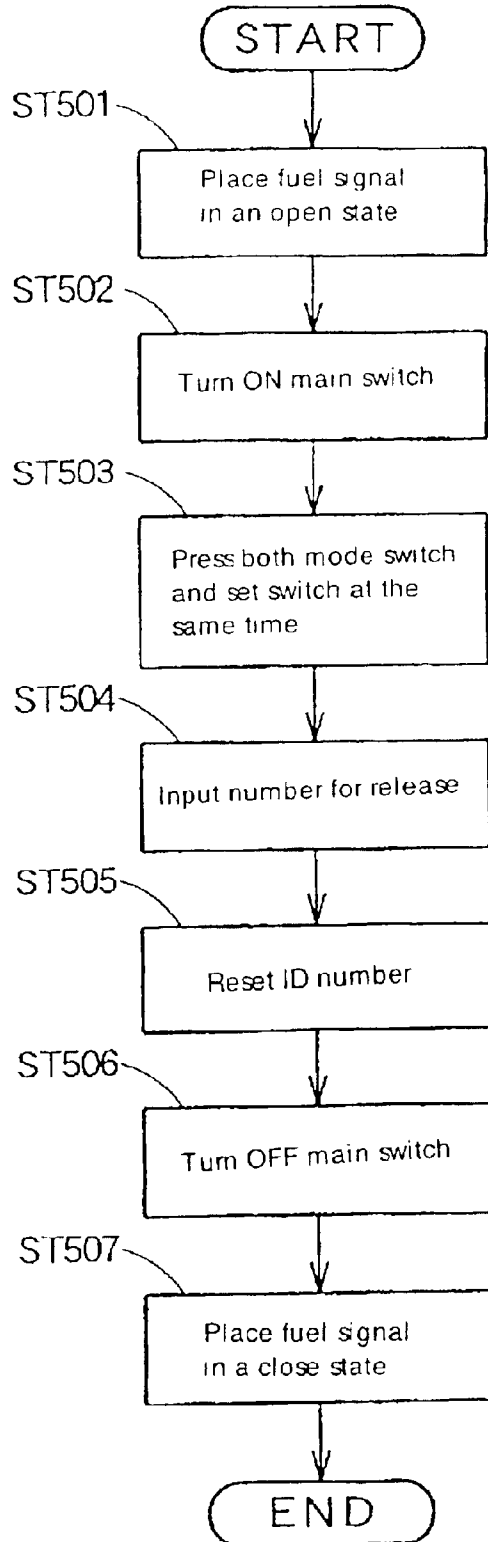 START
ST501
Place fuel signal
in an open state
ST502
Turn ON main switch
ST503
Press both mode switch
and set switch at the
same time
ST504
Input number for release
ST505
Reset ID number
ST506
Turn OFF main switch
ST507
Place fuel signal
in a close state
END